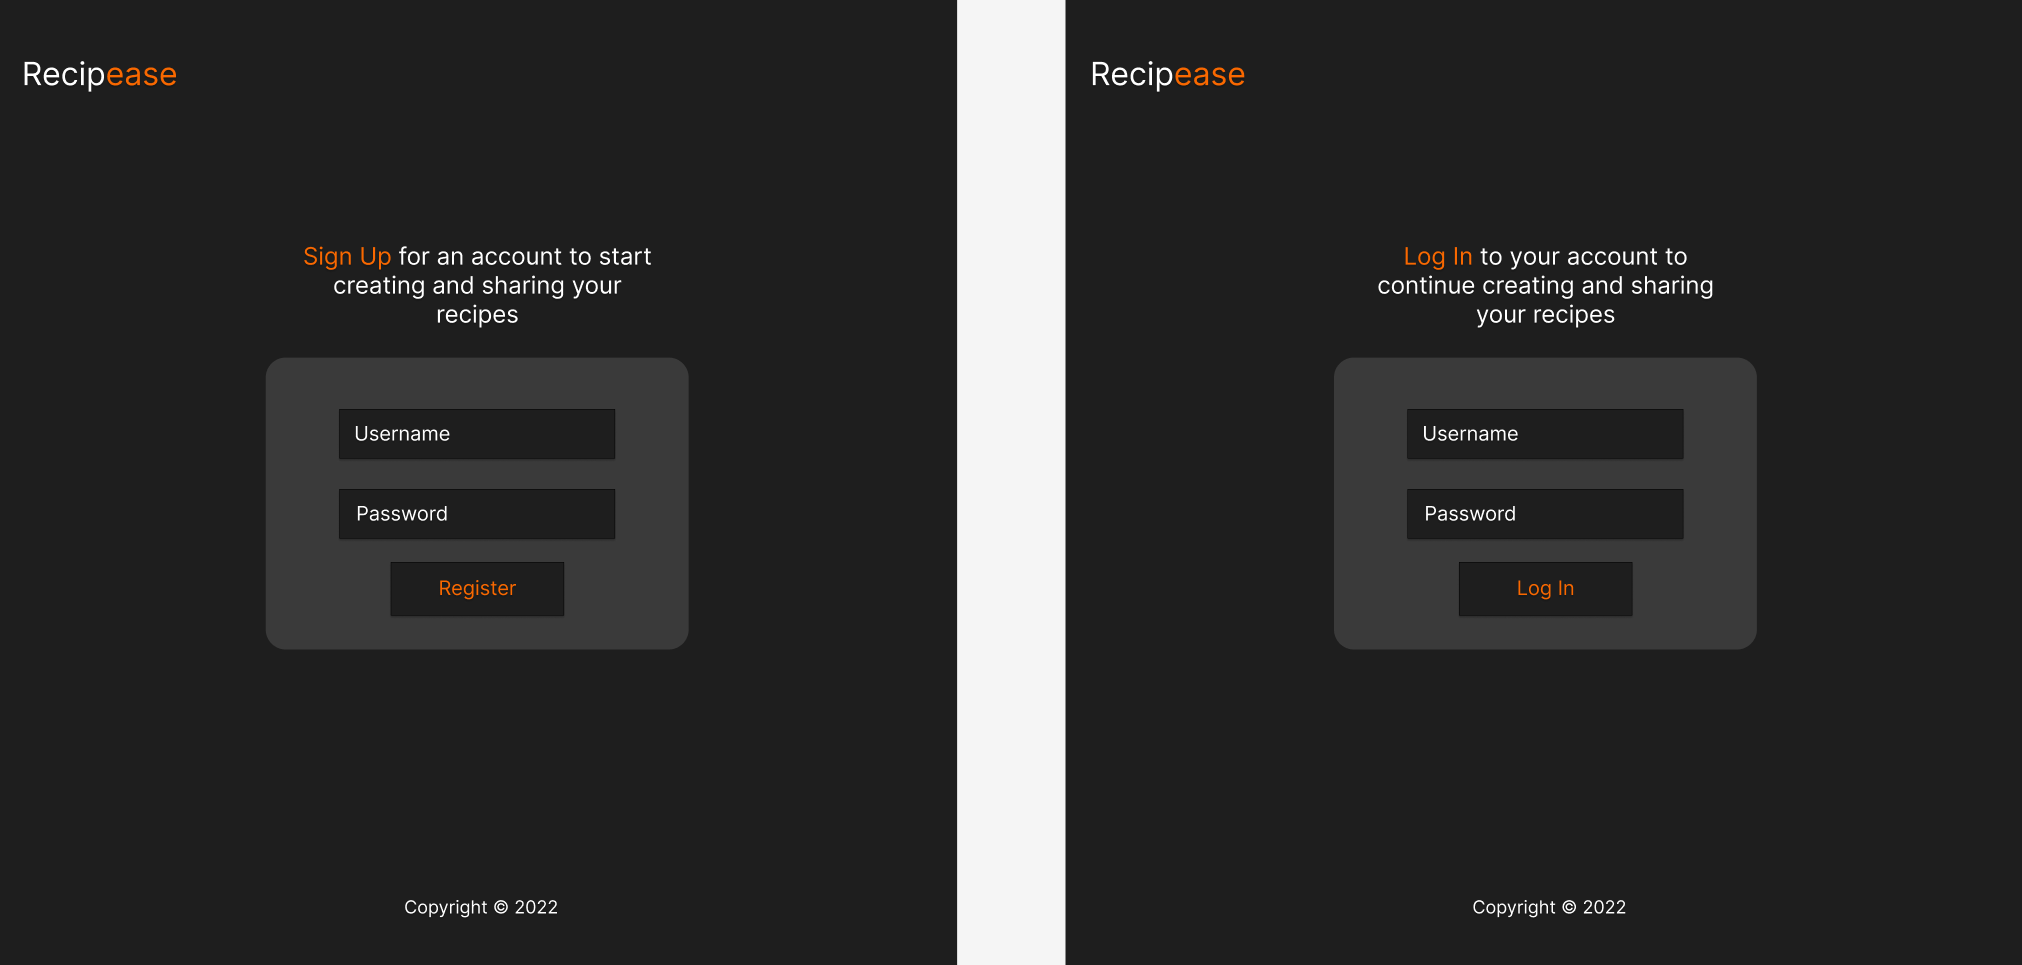 Recipease
Sign Up for an account to start
creating and sharing your
recipes
Username
Password
Register
Copyright © 2022
Recipease
Log In to your account to
continue creating and sharing
your recipes
Username
Password
Log In
Copyright © 2022